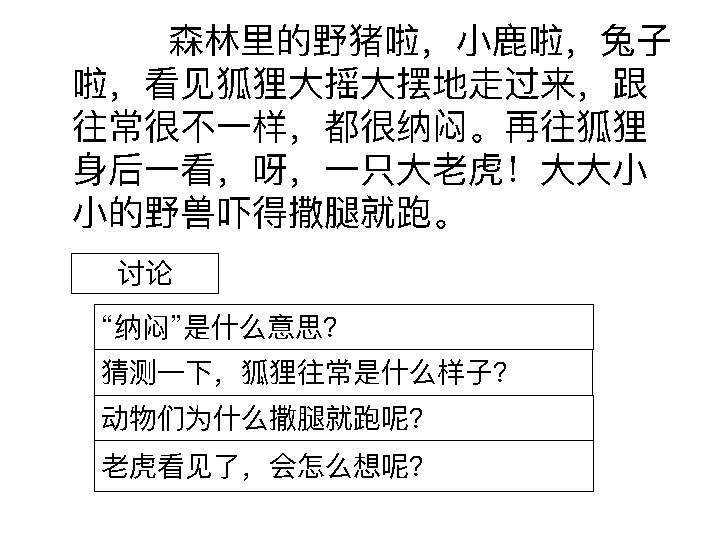 森林里的野猪啦，小鹿啦，兔子
啦，看见狐狸大摇大摆地走过来，跟
往常很不一样，都很纳闷。再往狐狸
身后一看，呀，一只大老虎！大大小
小的野兽吓得撒腿就跑。
讨论
“纳闷”是什么意思？
猜测一下，狐狸往常是什么样子？
动物们为什么撒腿就跑呢？
老虎看见了，会怎么想呢？